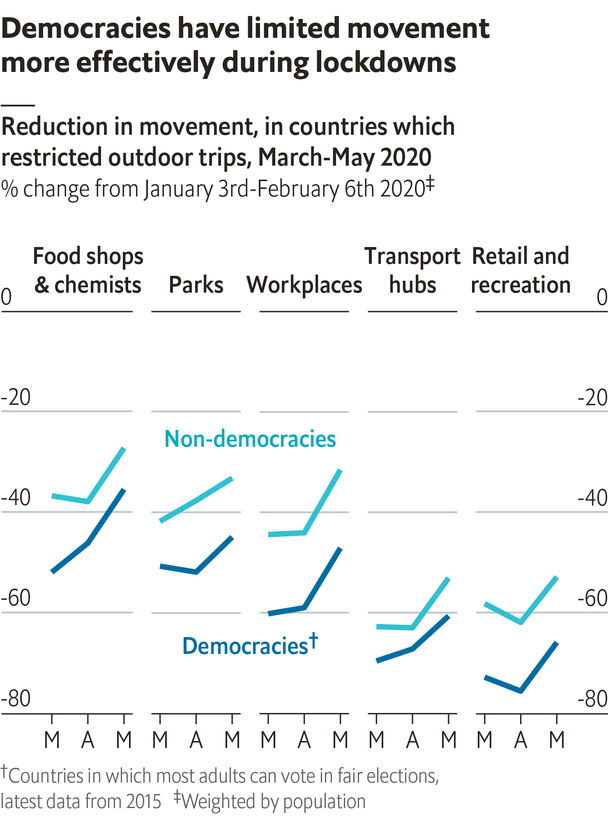 Democracies have limited movement
more effectively during lockdowns
Reduction in movement, in countries which
restricted outdoor trips, March-May 2020
% change from January 3rd-February 6th 2020‡
Food shops
& chemists
Parks
Workplaces
Transport
hubs
Retail and
recreation
0
0
-20
-20
Non-democracies
-40
-40
-60
-60
Democracies†
-80
-80
M A M
M A M
M A M
M A M
M A M
†Countries in which most adults can vote in fair elections,
latest data from 2015 ‡Weighted by population